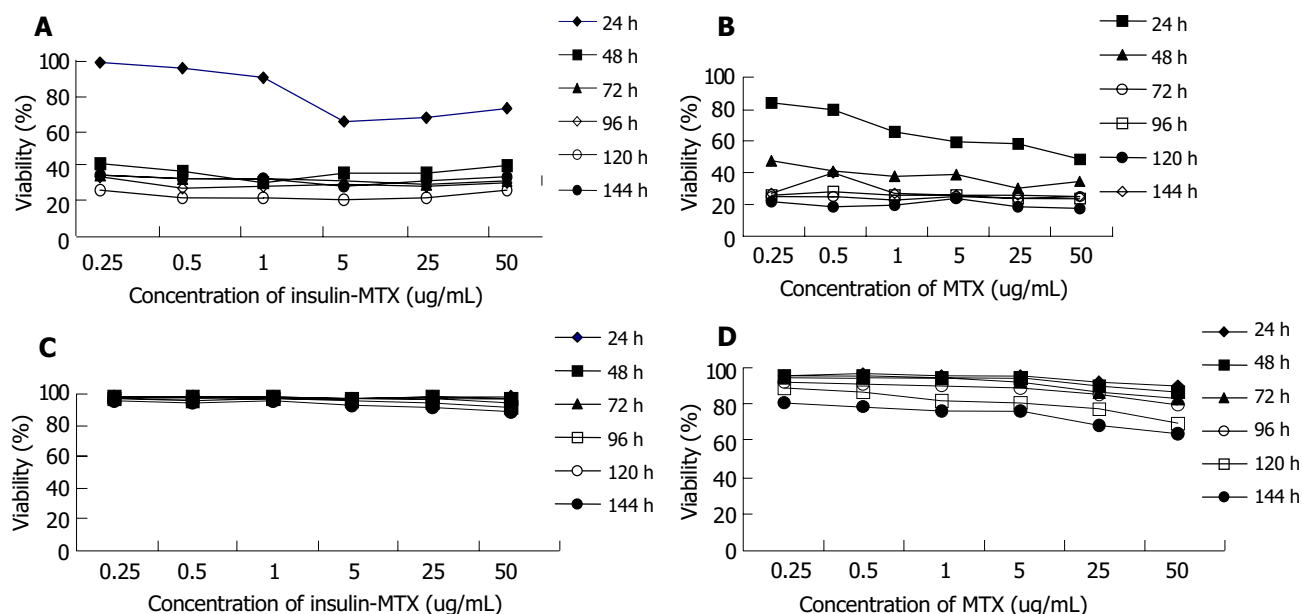 A
Viability (%)
100
80
60
40
20
0
0.25 0.5 1 5 25 50
Concentration of insulin-MTX (ug/mL)
24 h
48 h
72 h
96 h
120 h
144 h
B
Viability (%)
100
80
60
40
20
0
0.25 0.5 1 5 25 50
Concentration of MTX (ug/mL)
24 h
48 h
72 h
96 h
120 h
144 h
C
Viability (%)
100
80
60
40
20
0
0.25 0.5 1 5 25 50
Concentration of insulin-MTX (ug/mL)
24 h
48 h
72 h
96 h
120 h
144 h
D
Viability (%)
100
80
60
40
20
0
0.25 0.5 1 5 25 50
Concentration of MTX (ug/mL)
24 h
48 h
72 h
96 h
120 h
144 h